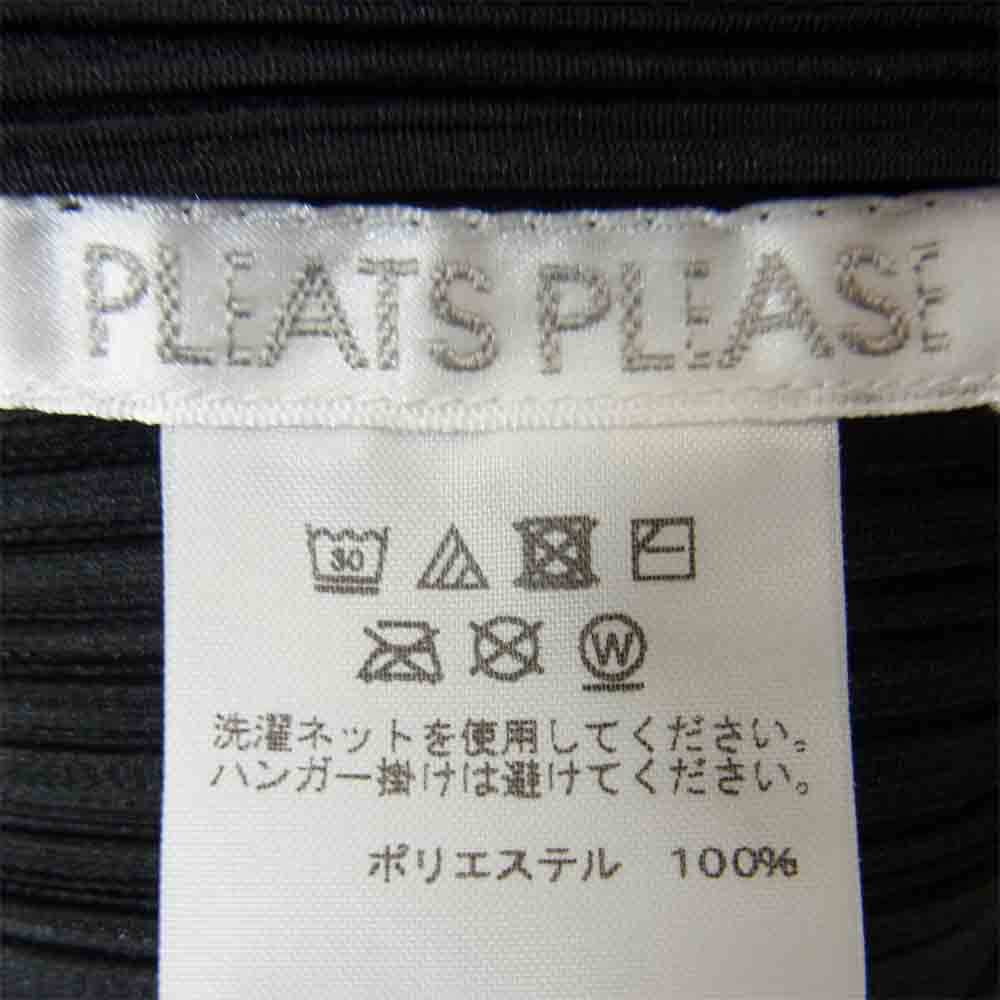 PLEATS PLEASE
30
W
洗濯ネットを使用してください。
ハンガー掛けは避けてください。
ポリエステル 100%